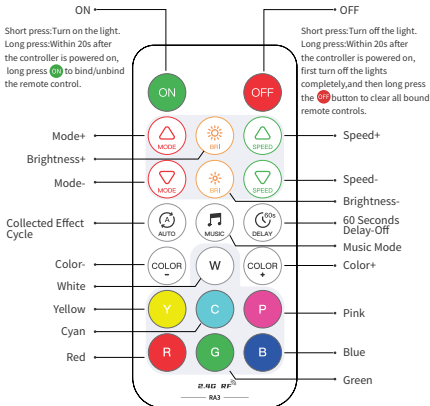 ON
OFF
Short press:Turn on the light.
Long press:Within 20s after
the controller is powered on,
long press ON to bind/unbind
the remote control.
Short press:Turn off the light.
Long press:Within 20s after
the controller is powered on,
first turn off the lights
completely,and then long press
the OFF button to clear all bound
remote controls.
ON
OFF
Mode+
MODE
BRI
SPEED
Speed+
Brightness+
Mode-
MODE
BRI
SPEED
Speed-
Brightness-
Collected Effect
Cycle
A
AUTO
MUSIC
60s
DELAY
60 Seconds
Delay-Off
Music Mode
Color-
COLOR
-
W
COLOR
+
Color+
White
Yellow
Y
C
P
Pink
Cyan
Red
R
G
B
Blue
Green
2.4G RF
RA3